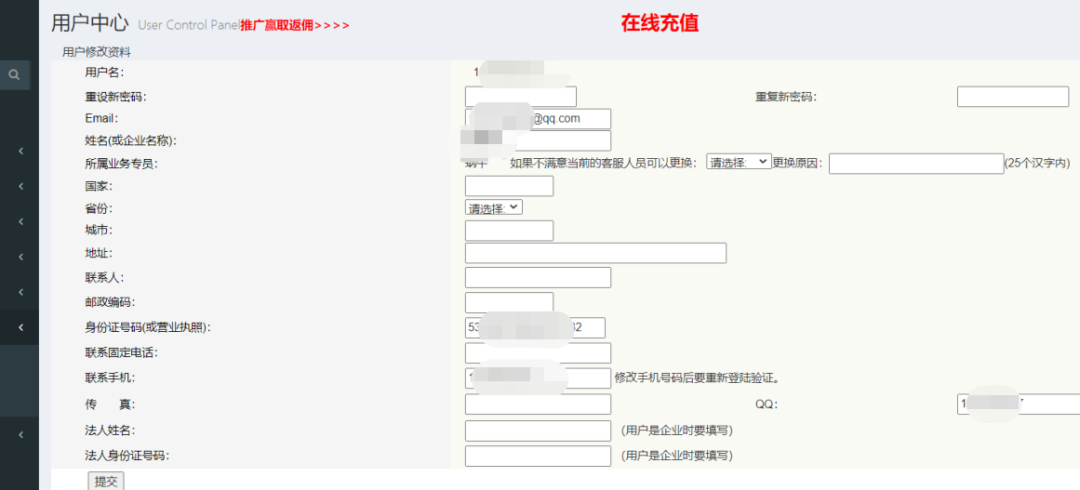 用户中心 User Control Panel推广赢取返佣>>>> 在线充值
用户修改资料
用户名: 1
重设新密码: 重复新密码:
Email: @qq.com
姓名(或企业名称):
所属业务专员: 如果不满意当前的客服人员可以更换: 请选择: 更换原因: (25个汉字内)
国家:
省份: 请选择:
城市:
地址:
联系人:
邮政编码:
身份证号码(或营业执照): 53 32
联系固定电话:
联系手机: 修改手机号码后要重新登陆验证。
传 真: QQ: 1 7
法人姓名: (用户是企业时要填写)
法人身份证号码: (用户是企业时要填写)
提交